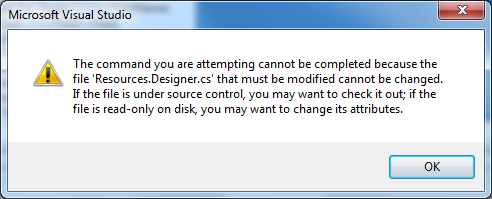 Microsoft Visual Studio
The command you are attempting cannot be completed because the
file 'Resources.Designer.cs' that must be modified cannot be changed.
If the file is under source control, you may want to check it out; if the
file is read-only on disk, you may want to change its attributes.
OK